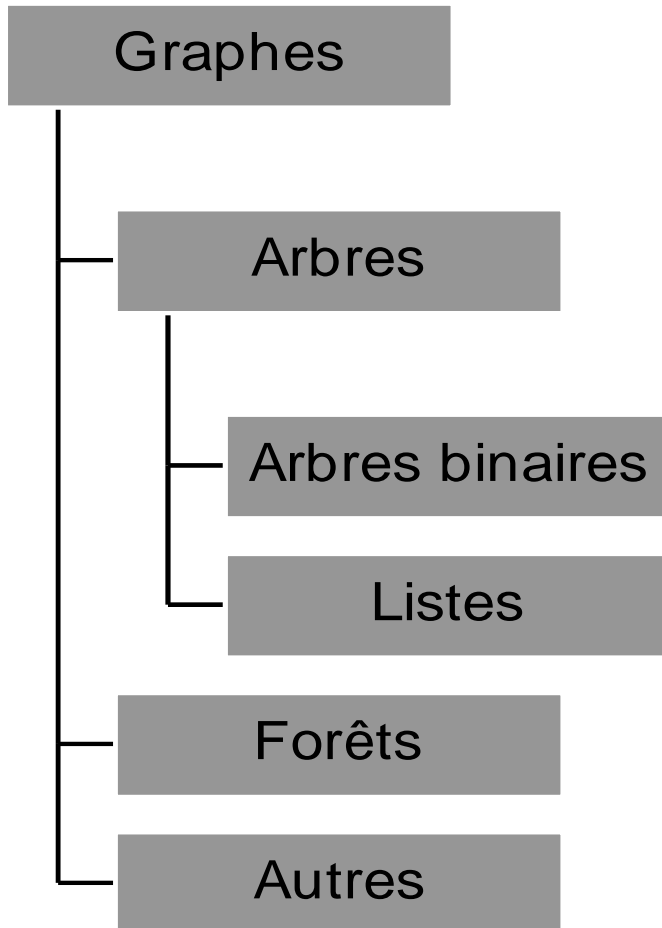 Graphes
Arbres
Arbres binaires
Listes
Forêts
Autres